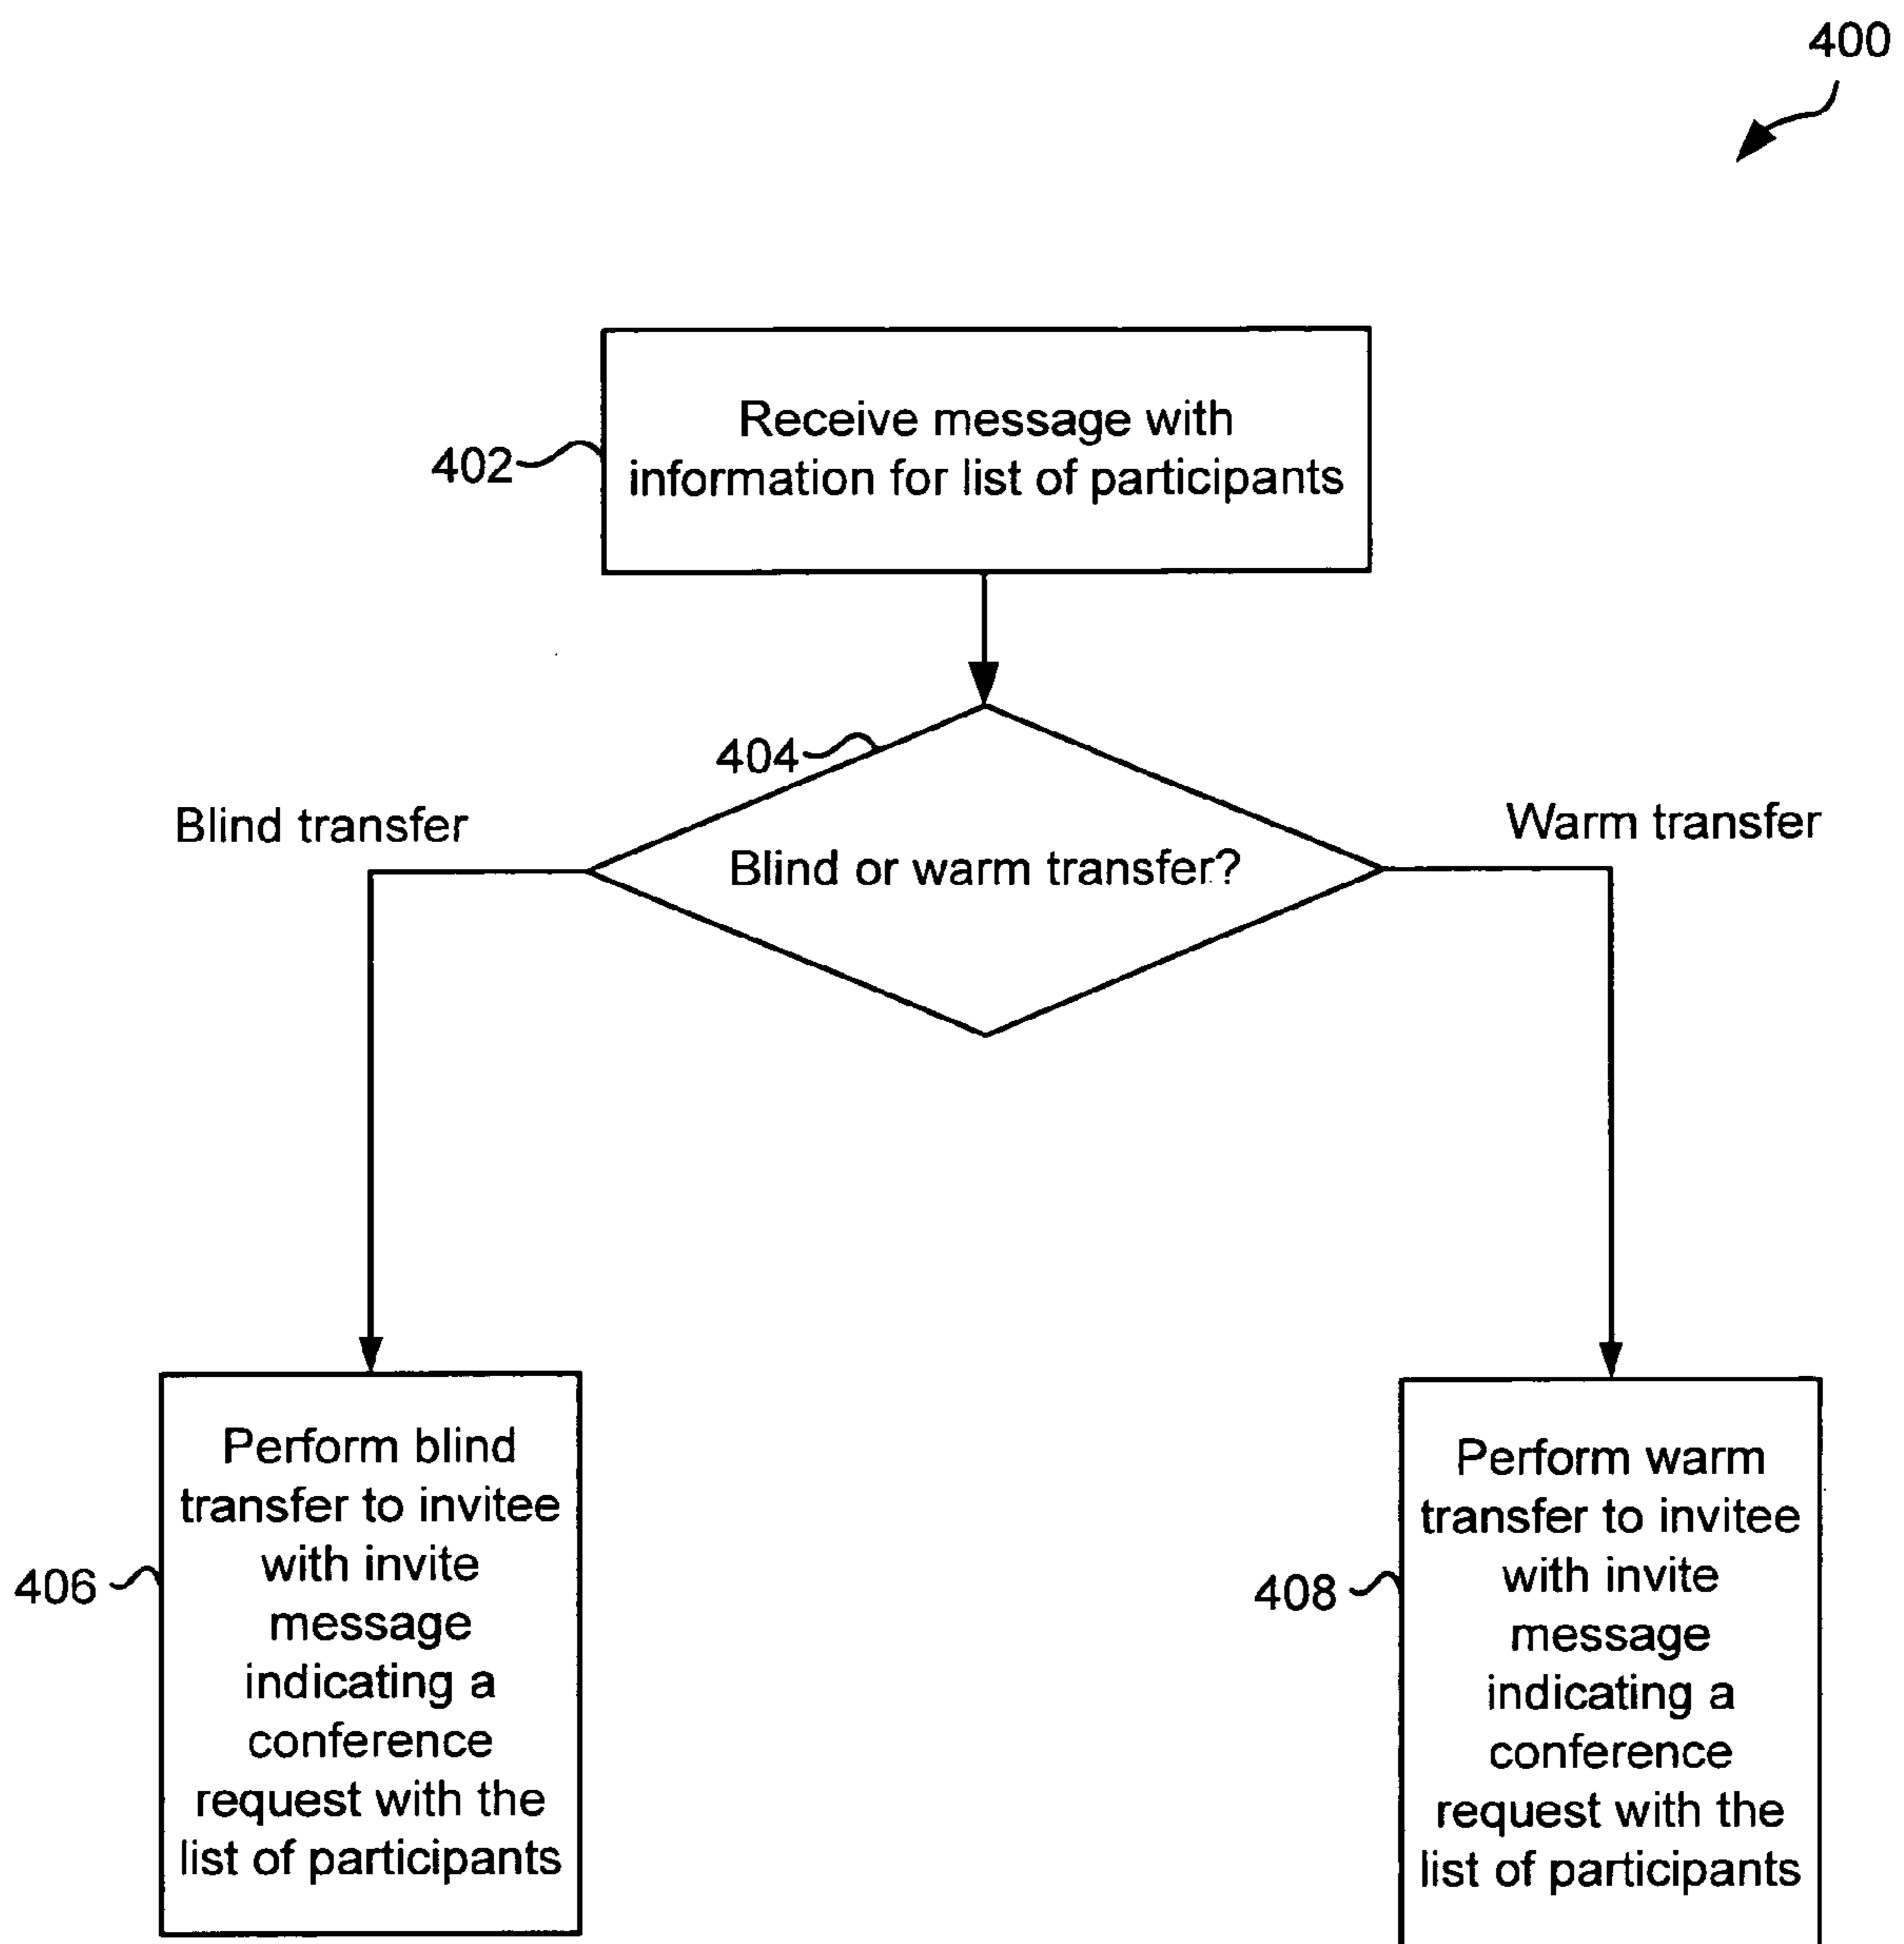 400
Receive message with
information for list of participants
402
404
Blind transfer
Warm transfer
Blind or warm transfer?
Perform blind
transfer to invitee
with invite
message
indicating a
conference
request with the
list of participants
406
Perform warm
transfer to invitee
with invite
message
indicating a
conference
request with the
list of participants
408